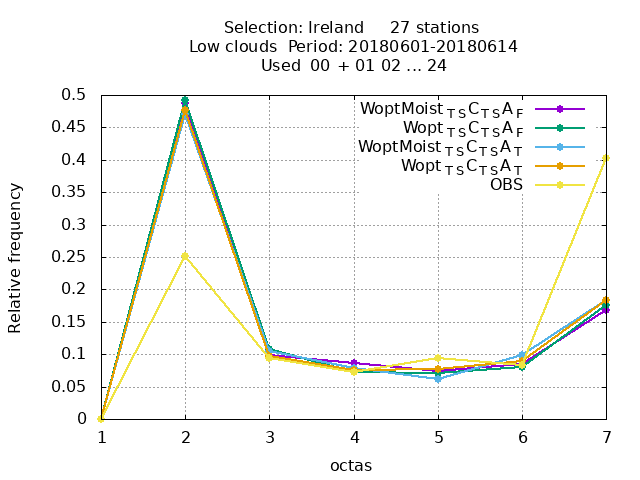 Selection: Ireland 27 stations
Low clouds Period: 20180601-20180614
Used 00 + 01 02 ... 24
WoptMoist TS C TS A F
Wopt TS C TS A F
WoptMoist TS C TS A T
Wopt TS C TS A T
OBS
Relative frequency
0.5
0.45
0.4
0.35
0.3
0.25
0.2
0.15
0.1
0.05
0
1 2 3 4 5 6 7
octas